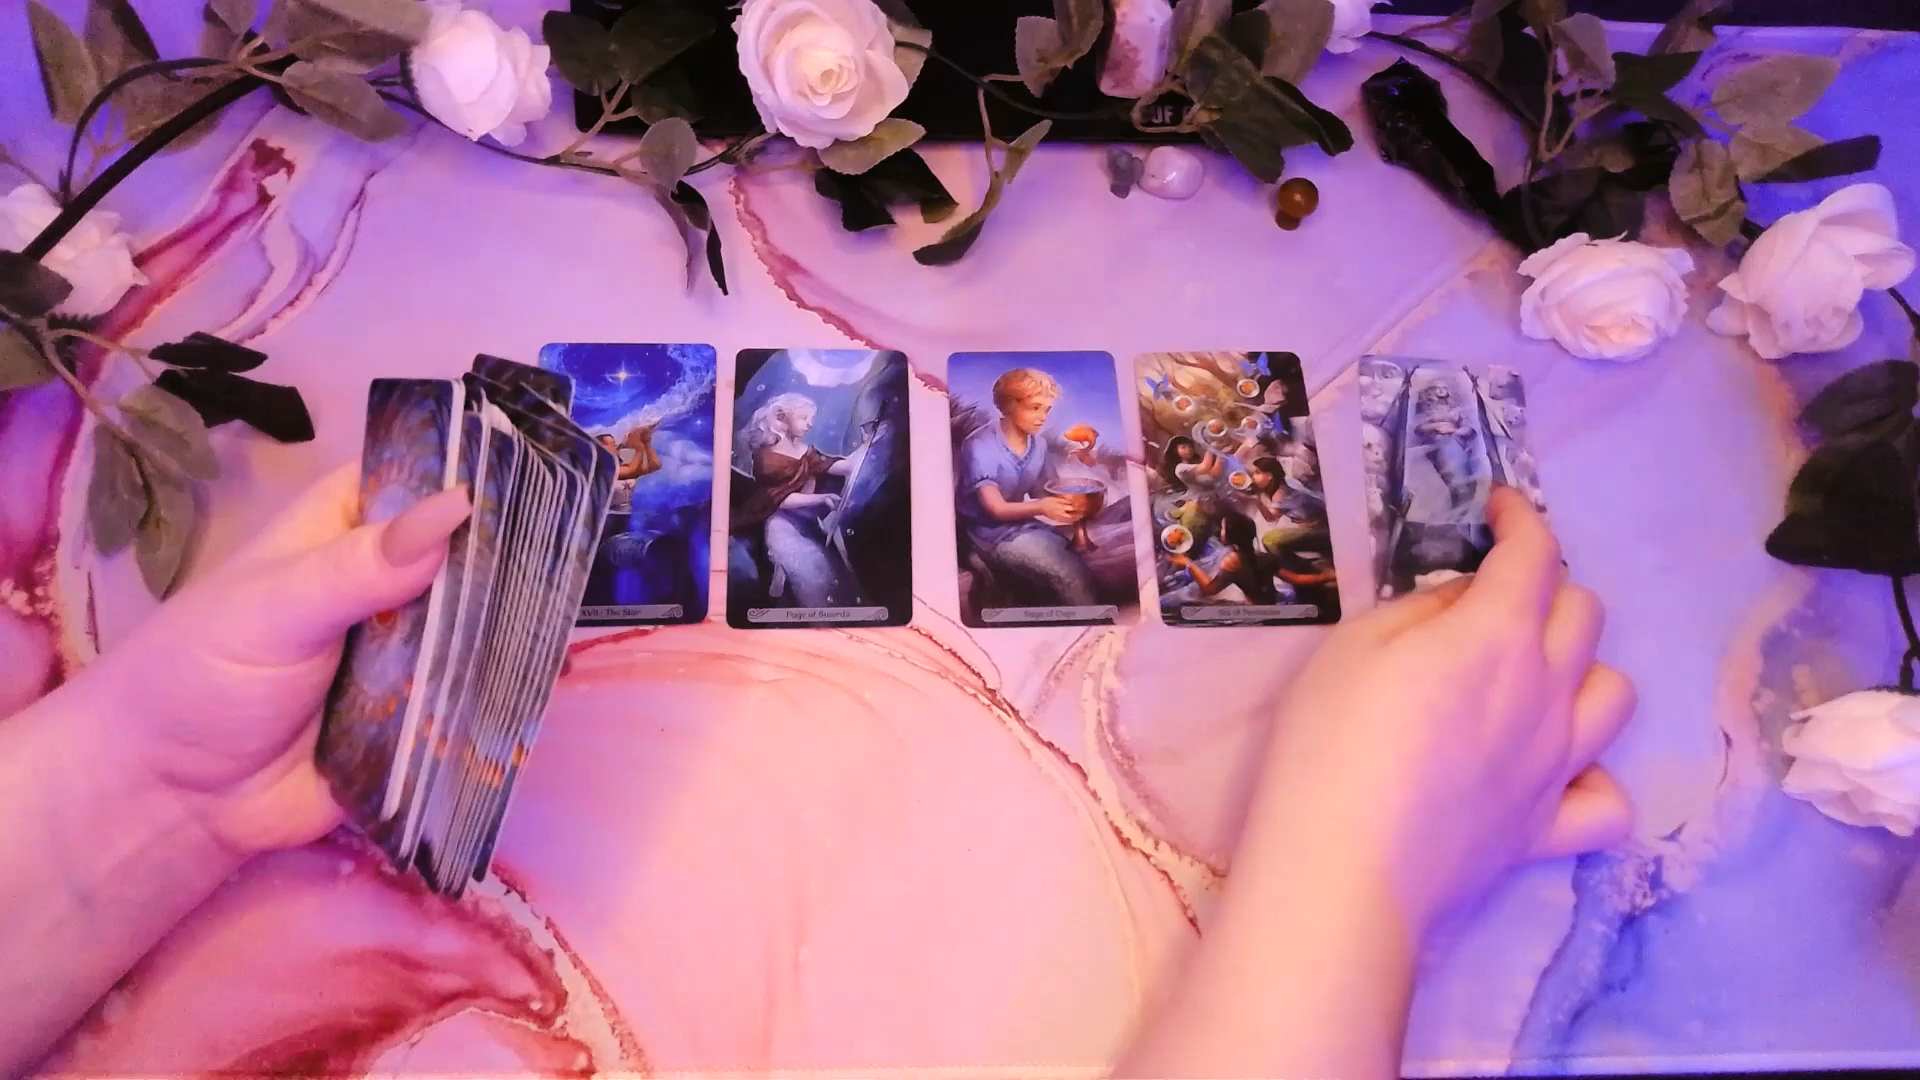 XVII · The Star
Page of Swords
Page of Cups
Six of Pentacles